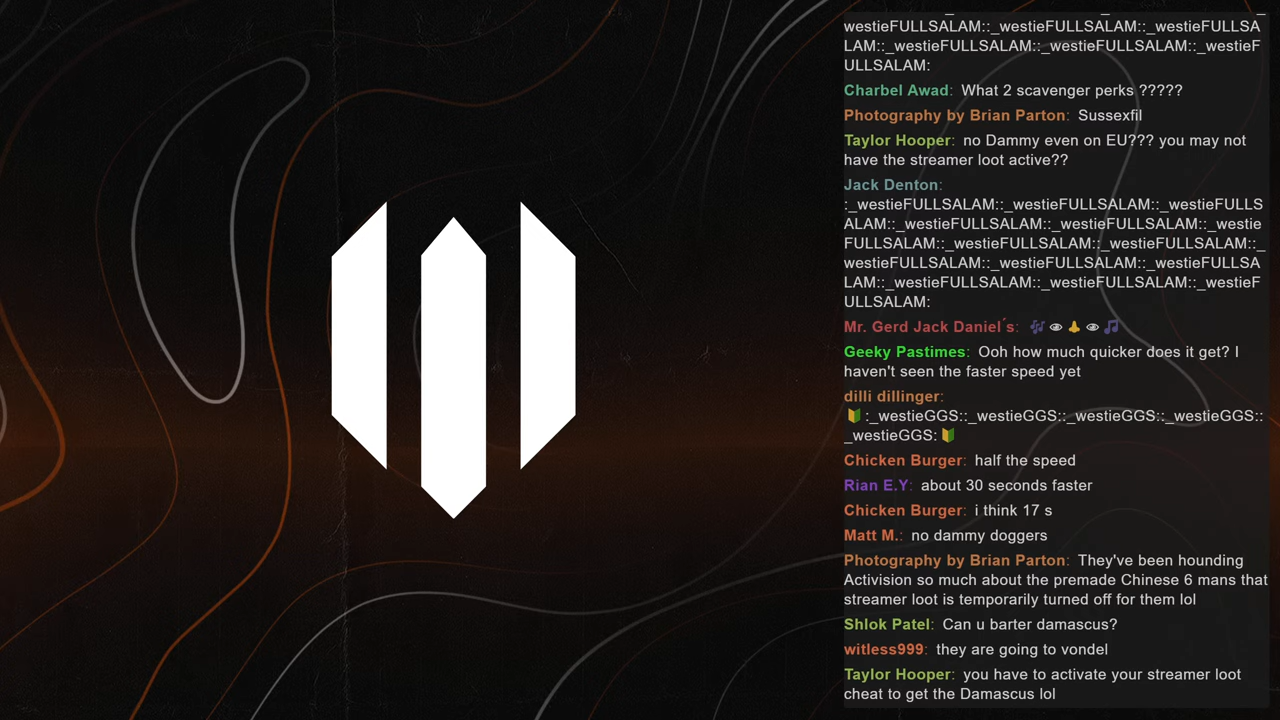 westieFULLSALAM::_westieFULLSALAM::_westieFULLSA
LAM::_westieFULLSALAM::_westieFULLSALAM::_westieF
ULLSALAM:
Charbel Awad: What 2 scavenger perks ?????
Photography by Brian Parton: Sussexfil
Taylor Hooper: no Dammy even on EU??? you may not
have the streamer loot active??
Jack Denton:
:_westieFULLSALAM::_westieFULLSALAM::_westieFULLS
ALAM::_westieFULLSALAM::_westieFULLSALAM::_westie
FULLSALAM::_westieFULLSALAM::_westieFULLSALAM::_
westieFULLSALAM::_westieFULLSALAM::_westieFULLSA
LAM::_westieFULLSALAM::_westieFULLSALAM::_westieF
ULLSALAM:
Mr. Gerd Jack Daniel´s: 🎶👁👃👁🎵
Geeky Pastimes: Ooh how much quicker does it get? I
haven't seen the faster speed yet
dilli dillinger:
🔰:_westieGGS::_westieGGS::_westieGGS::_westieGGS::
_westieGGS:🔰
Chicken Burger: half the speed
Rian E.Y: about 30 seconds faster
Chicken Burger: i think 17 s
Matt M.: no dammy doggers
Photography by Brian Parton: They've been hounding
Activision so much about the premade Chinese 6 mans that
streamer loot is temporarily turned off for them lol
Shlok Patel: Can u barter damascus?
witless999: they are going to vondel
Taylor Hooper: you have to activate your streamer loot
cheat to get the Damascus lol